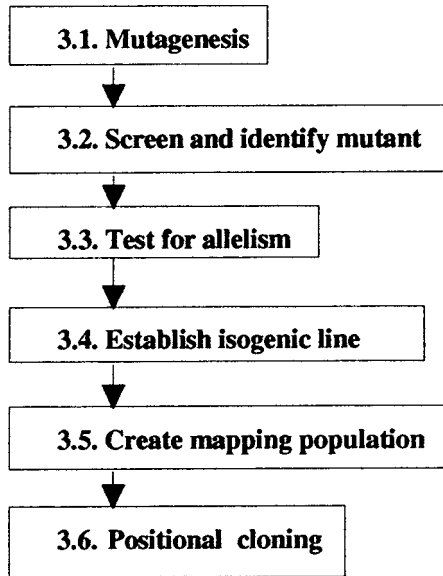 3.1. Mutagenesis
3.2. Screen and identify mutant
3.3. Test for allelism
3.4. Establish isogenic line
3.5. Create mapping population
3.6. Positional cloning